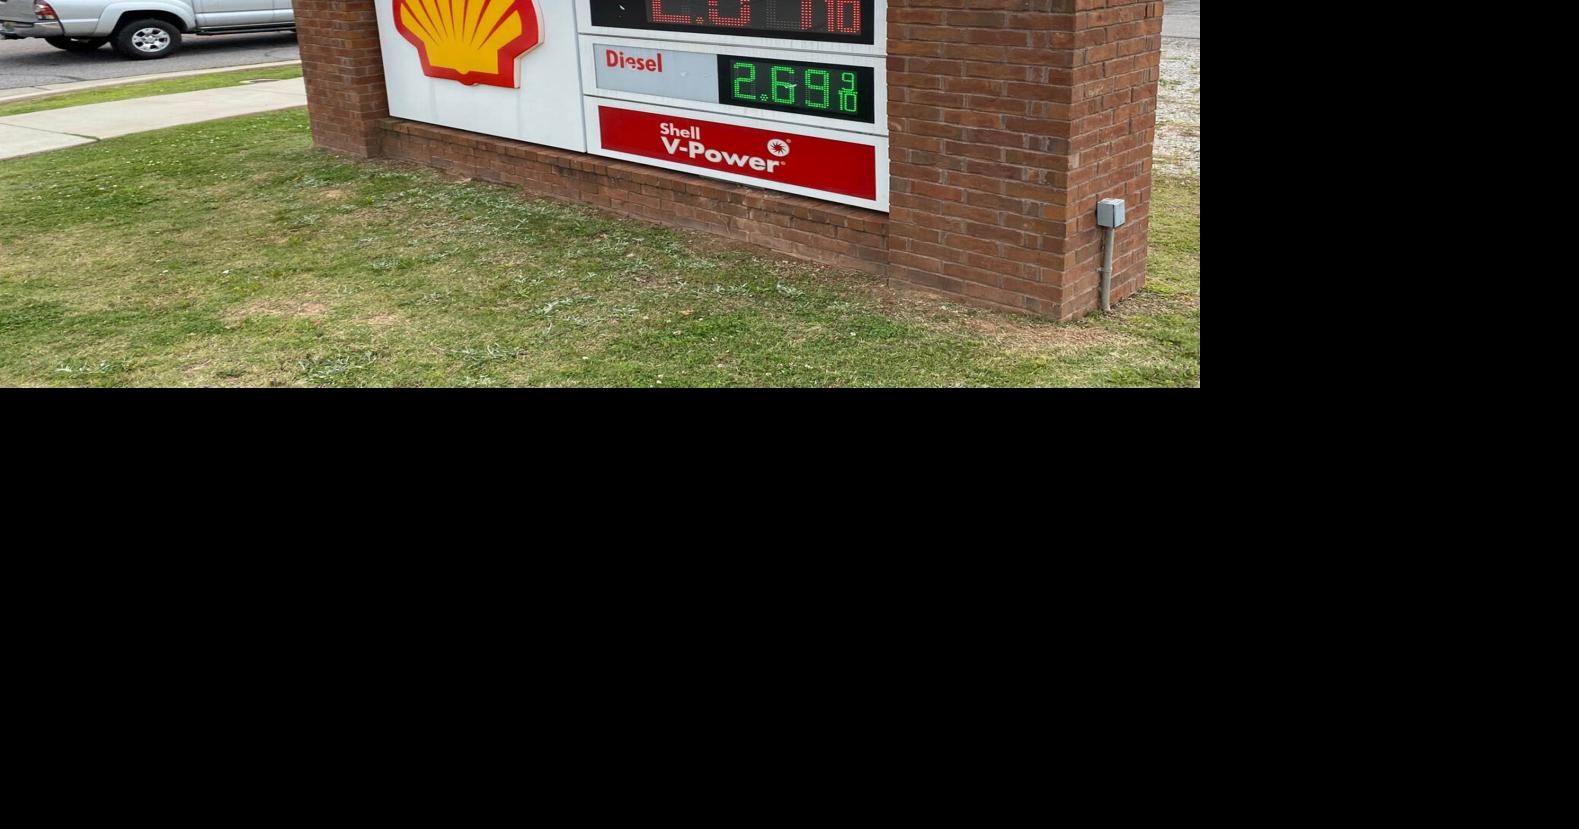 Diesel
2.69 9/10
Shell
V-Power